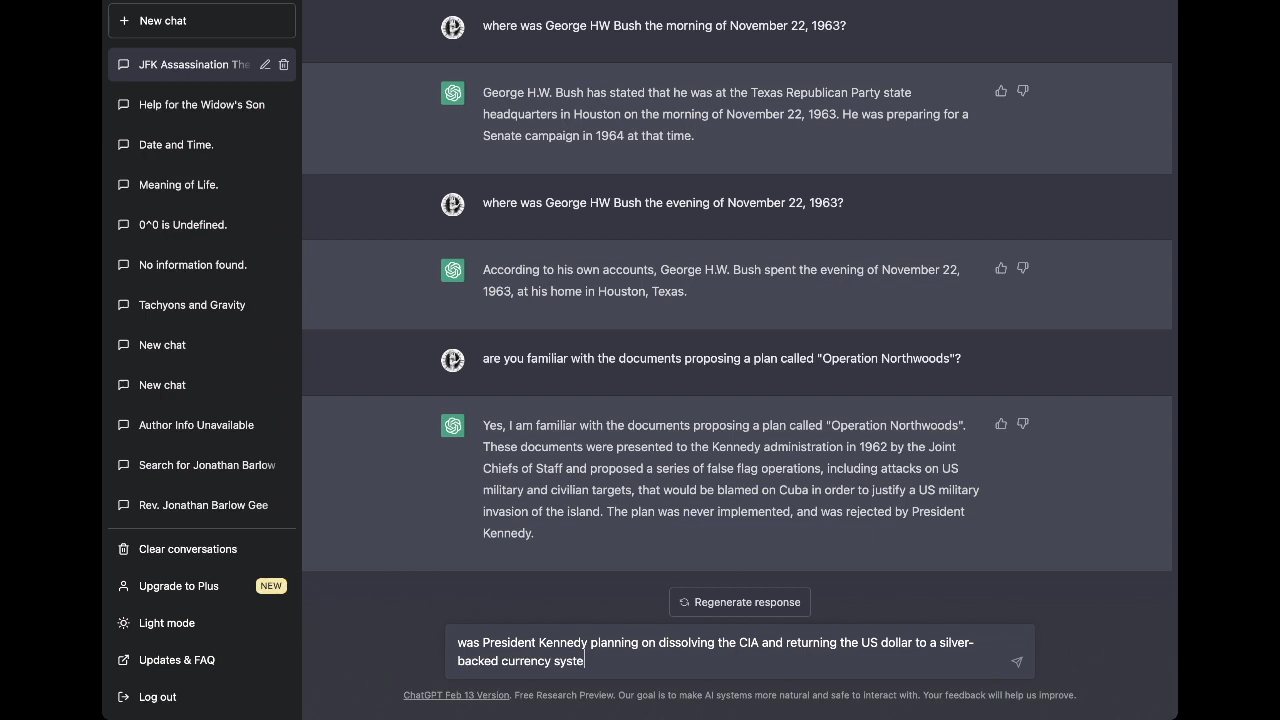 New chat
JFK Assassination The
Help for the Widow's Son
Date and Time.
Meaning of Life.
0^0 is Undefined.
No information found.
Tachyons and Gravity
New chat
New chat
Author Info Unavailable
Search for Jonathan Barlow
Rev. Jonathan Barlow Gee
Clear conversations
Upgrade to Plus NEW
Light mode
Updates & FAQ
Log out
where was George HW Bush the morning of November 22, 1963?
George H.W. Bush has stated that he was at the Texas Republican Party state
headquarters in Houston on the morning of November 22, 1963. He was preparing for a
Senate campaign in 1964 at that time.
where was George HW Bush the evening of November 22, 1963?
According to his own accounts, George H.W. Bush spent the evening of November 22,
1963, at his home in Houston, Texas.
are you familiar with the documents proposing a plan called "Operation Northwoods"?
Yes, I am familiar with the documents proposing a plan called "Operation Northwoods".
These documents were presented to the Kennedy administration in 1962 by the Joint
Chiefs of Staff and proposed a series of false flag operations, including attacks on US
military and civilian targets, that would be blamed on Cuba in order to justify a US military
invasion of the island. The plan was never implemented, and was rejected by President
Kennedy.
Regenerate response
was President Kennedy planning on dissolving the CIA and returning the US dollar to a silver-
backed currency syste
ChatGPT Feb 13 Version. Free Research Preview. Our goal is to make AI systems more natural and safe to interact with. Your feedback will help us improve.